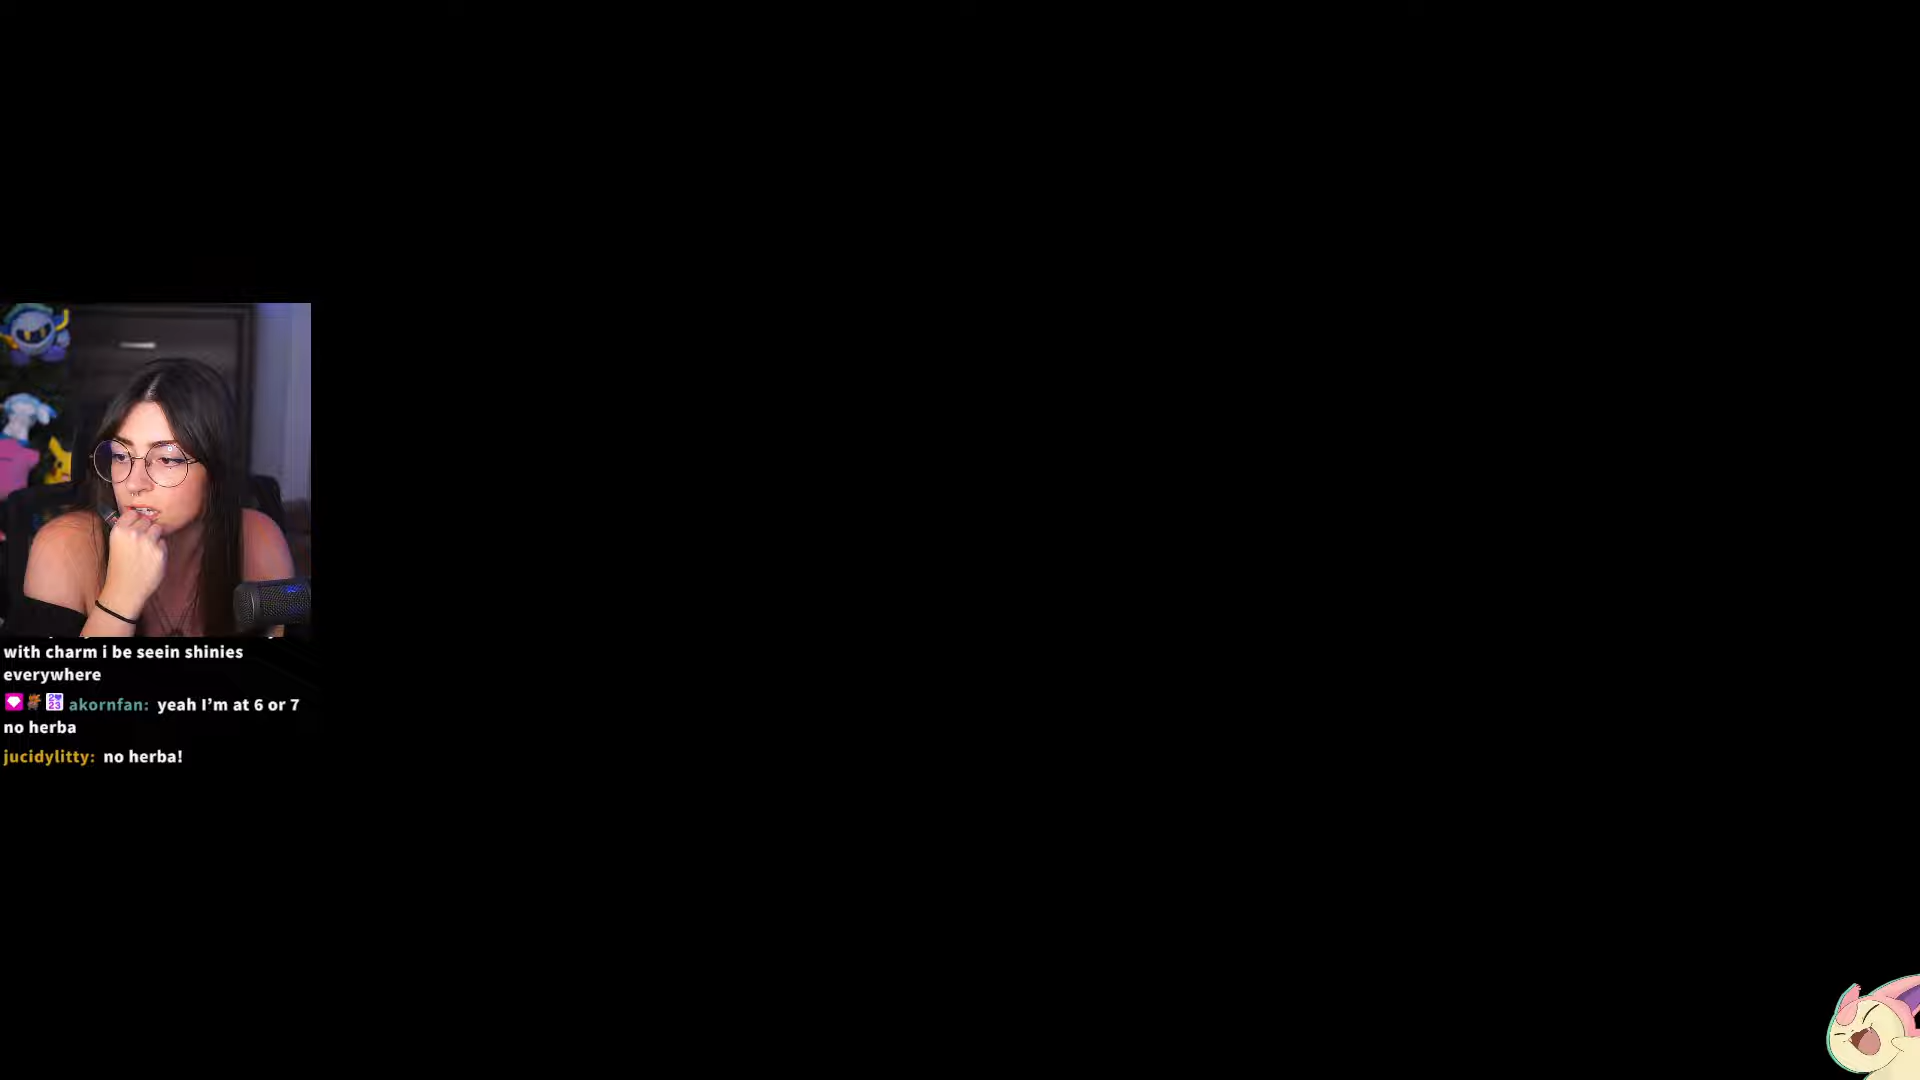 with charm i be seein shinies
everywhere
akornfan: yeah I'm at 6 or 7
no herba
jucidylitty: no herba!